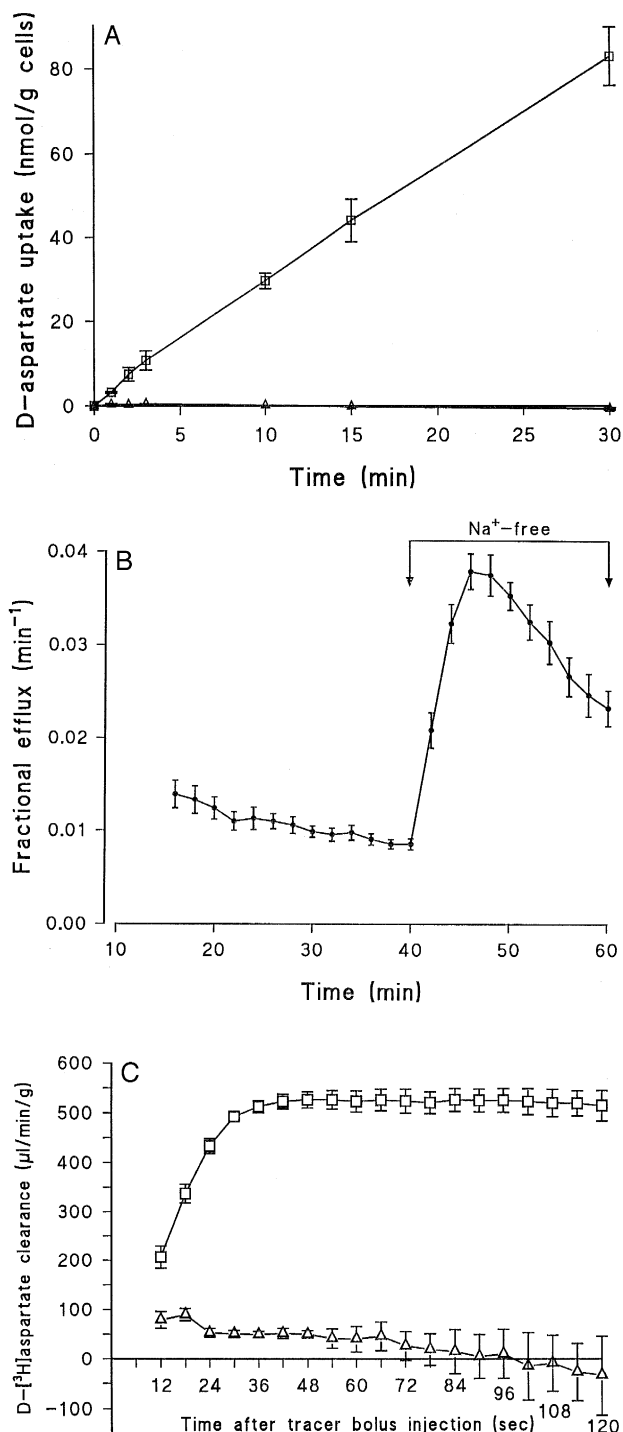 A
D-aspartate uptake (nmol/g cells)
80
60
40
20
0
0 5 10 15 20 25 30
Time (min)
B
Na⁺-free
Fractional efflux (min⁻¹)
0.04
0.03
0.02
0.01
0.00
10 20 30 40 50 60
Time (min)
C
D-[³H]aspartate clearance (µl/min/g)
600
500
400
300
200
100
0
-100
12 24 36 48 60 72 84 96 108 120
Time after tracer bolus injection (sec)